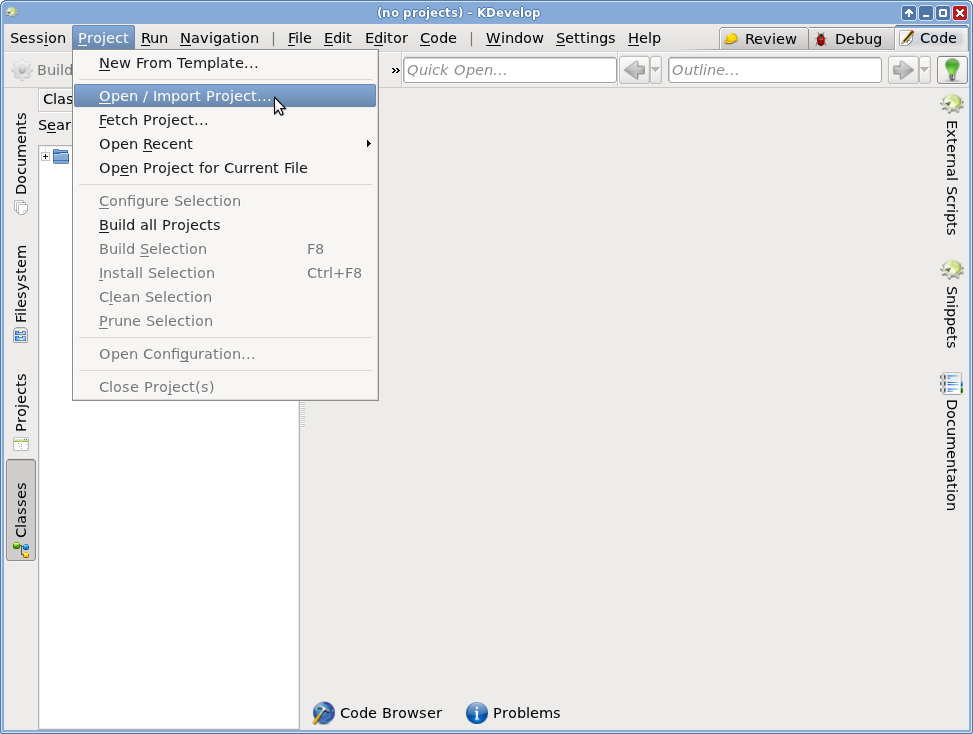 (no projects) – KDevelop
Session Project Run Navigation | File Edit Editor Code | Window Settings Help Review Debug Code
Build » Quick Open... Outline...
New From Template...
Open / Import Project...
Fetch Project...
Open Recent
Open Project for Current File
Configure Selection
Build all Projects
Build Selection F8
Install Selection Ctrl+F8
Clean Selection
Prune Selection
Open Configuration...
Close Project(s)
Clas
Sear
Documents
Filesystem
Projects
Classes
External Scripts
Snippets
Documentation
Code Browser Problems